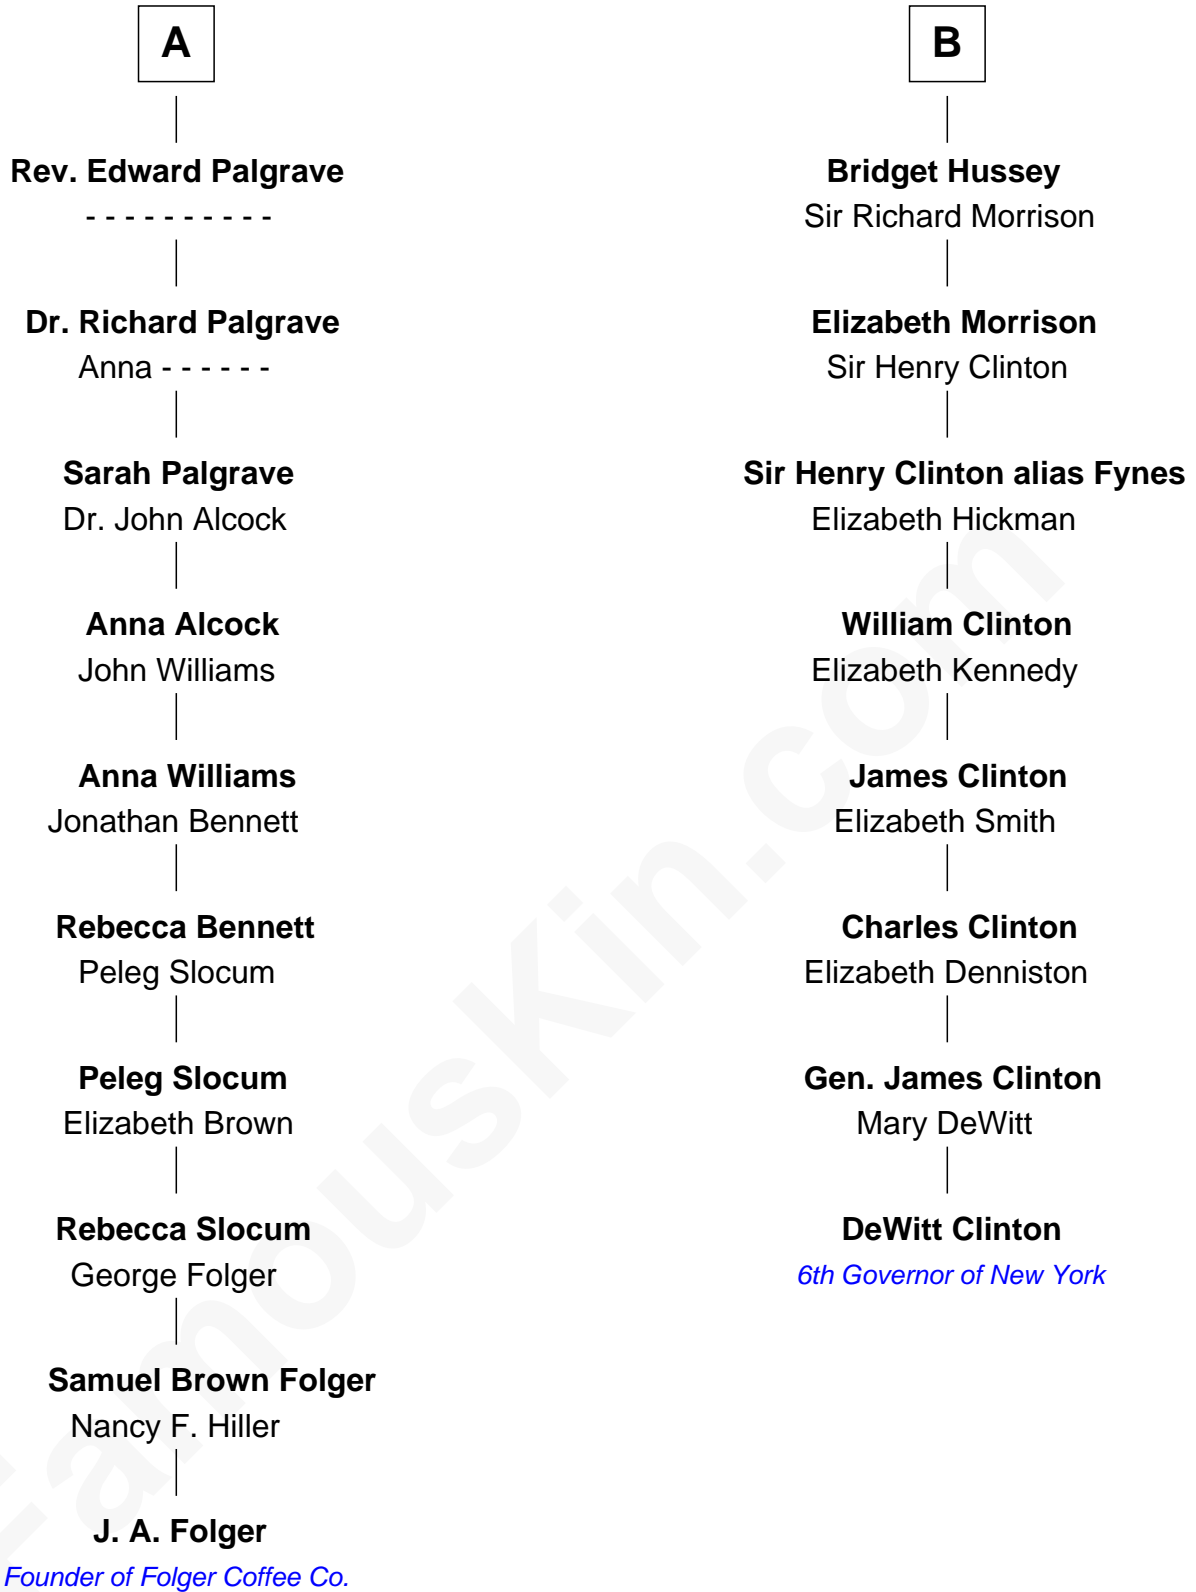 A
Rev. Edward Palgrave
- - - - - - - - - -
Dr. Richard Palgrave
Anna - - - - - -
Sarah Palgrave
Dr. John Alcock
Anna Alcock
John Williams
Anna Williams
Jonathan Bennett
Rebecca Bennett
Peleg Slocum
Peleg Slocum
Elizabeth Brown
Rebecca Slocum
George Folger
Samuel Brown Folger
Nancy F. Hiller
J. A. Folger
Founder of Folger Coffee Co.
B
Bridget Hussey
Sir Richard Morrison
Elizabeth Morrison
Sir Henry Clinton
Sir Henry Clinton alias Fynes
Elizabeth Hickman
William Clinton
Elizabeth Kennedy
James Clinton
Elizabeth Smith
Charles Clinton
Elizabeth Denniston
Gen. James Clinton
Mary DeWitt
DeWitt Clinton
6th Governor of New York
FamousKin.com